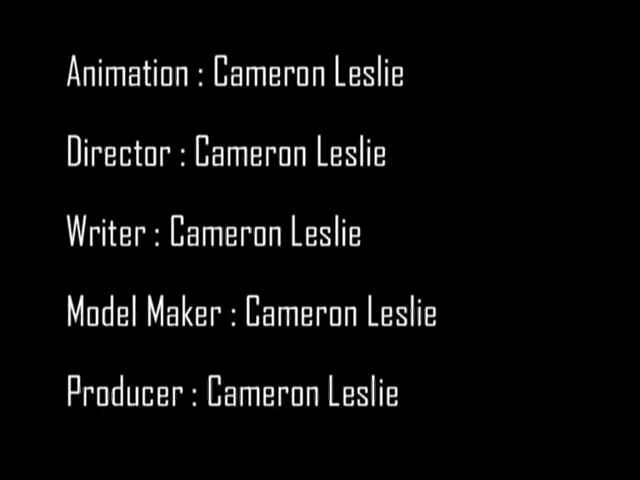 Animation : Cameron Leslie
Director : Cameron Leslie
Writer : Cameron Leslie
Model Maker : Cameron Leslie
Producer : Cameron Leslie